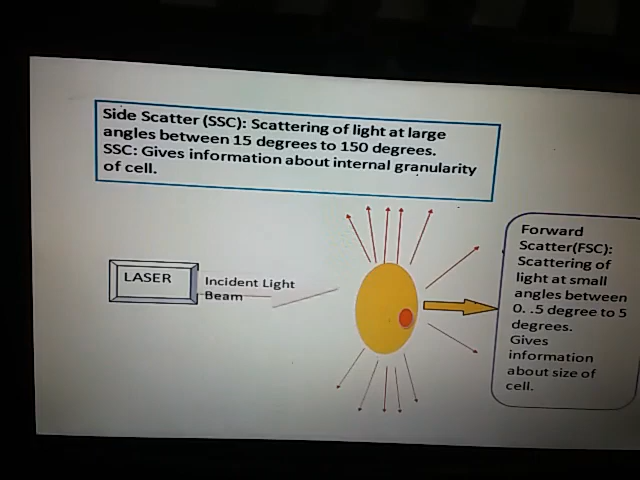 Side Scatter (SSC): Scattering of light at large
angles between 15 degrees to 150 degrees.
SSC: Gives information about internal granularity
of cell.
LASER
Incident Light
Beam
Forward
Scatter(FSC):
Scattering of
light at small
angles between
0. .5 degree to 5
degrees.
Gives
information
about size of
cell.